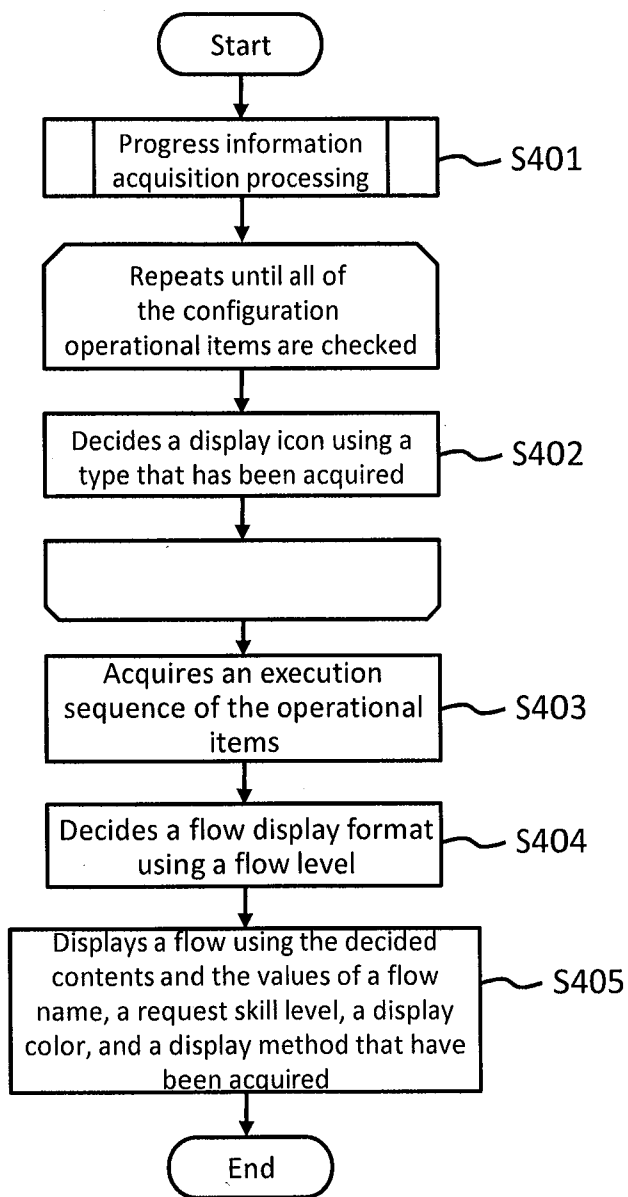 Start
Progress information
acquisition processing
S401
Repeats until all of
the configuration
operational items are checked
Decides a display icon using a
type that has been acquired
S402
Acquires an execution
sequence of the operational
items
S403
Decides a flow display format
using a flow level
S404
Displays a flow using the decided
contents and the values of a flow
name, a request skill level, a display
color, and a display method that have
been acquired
S405
End